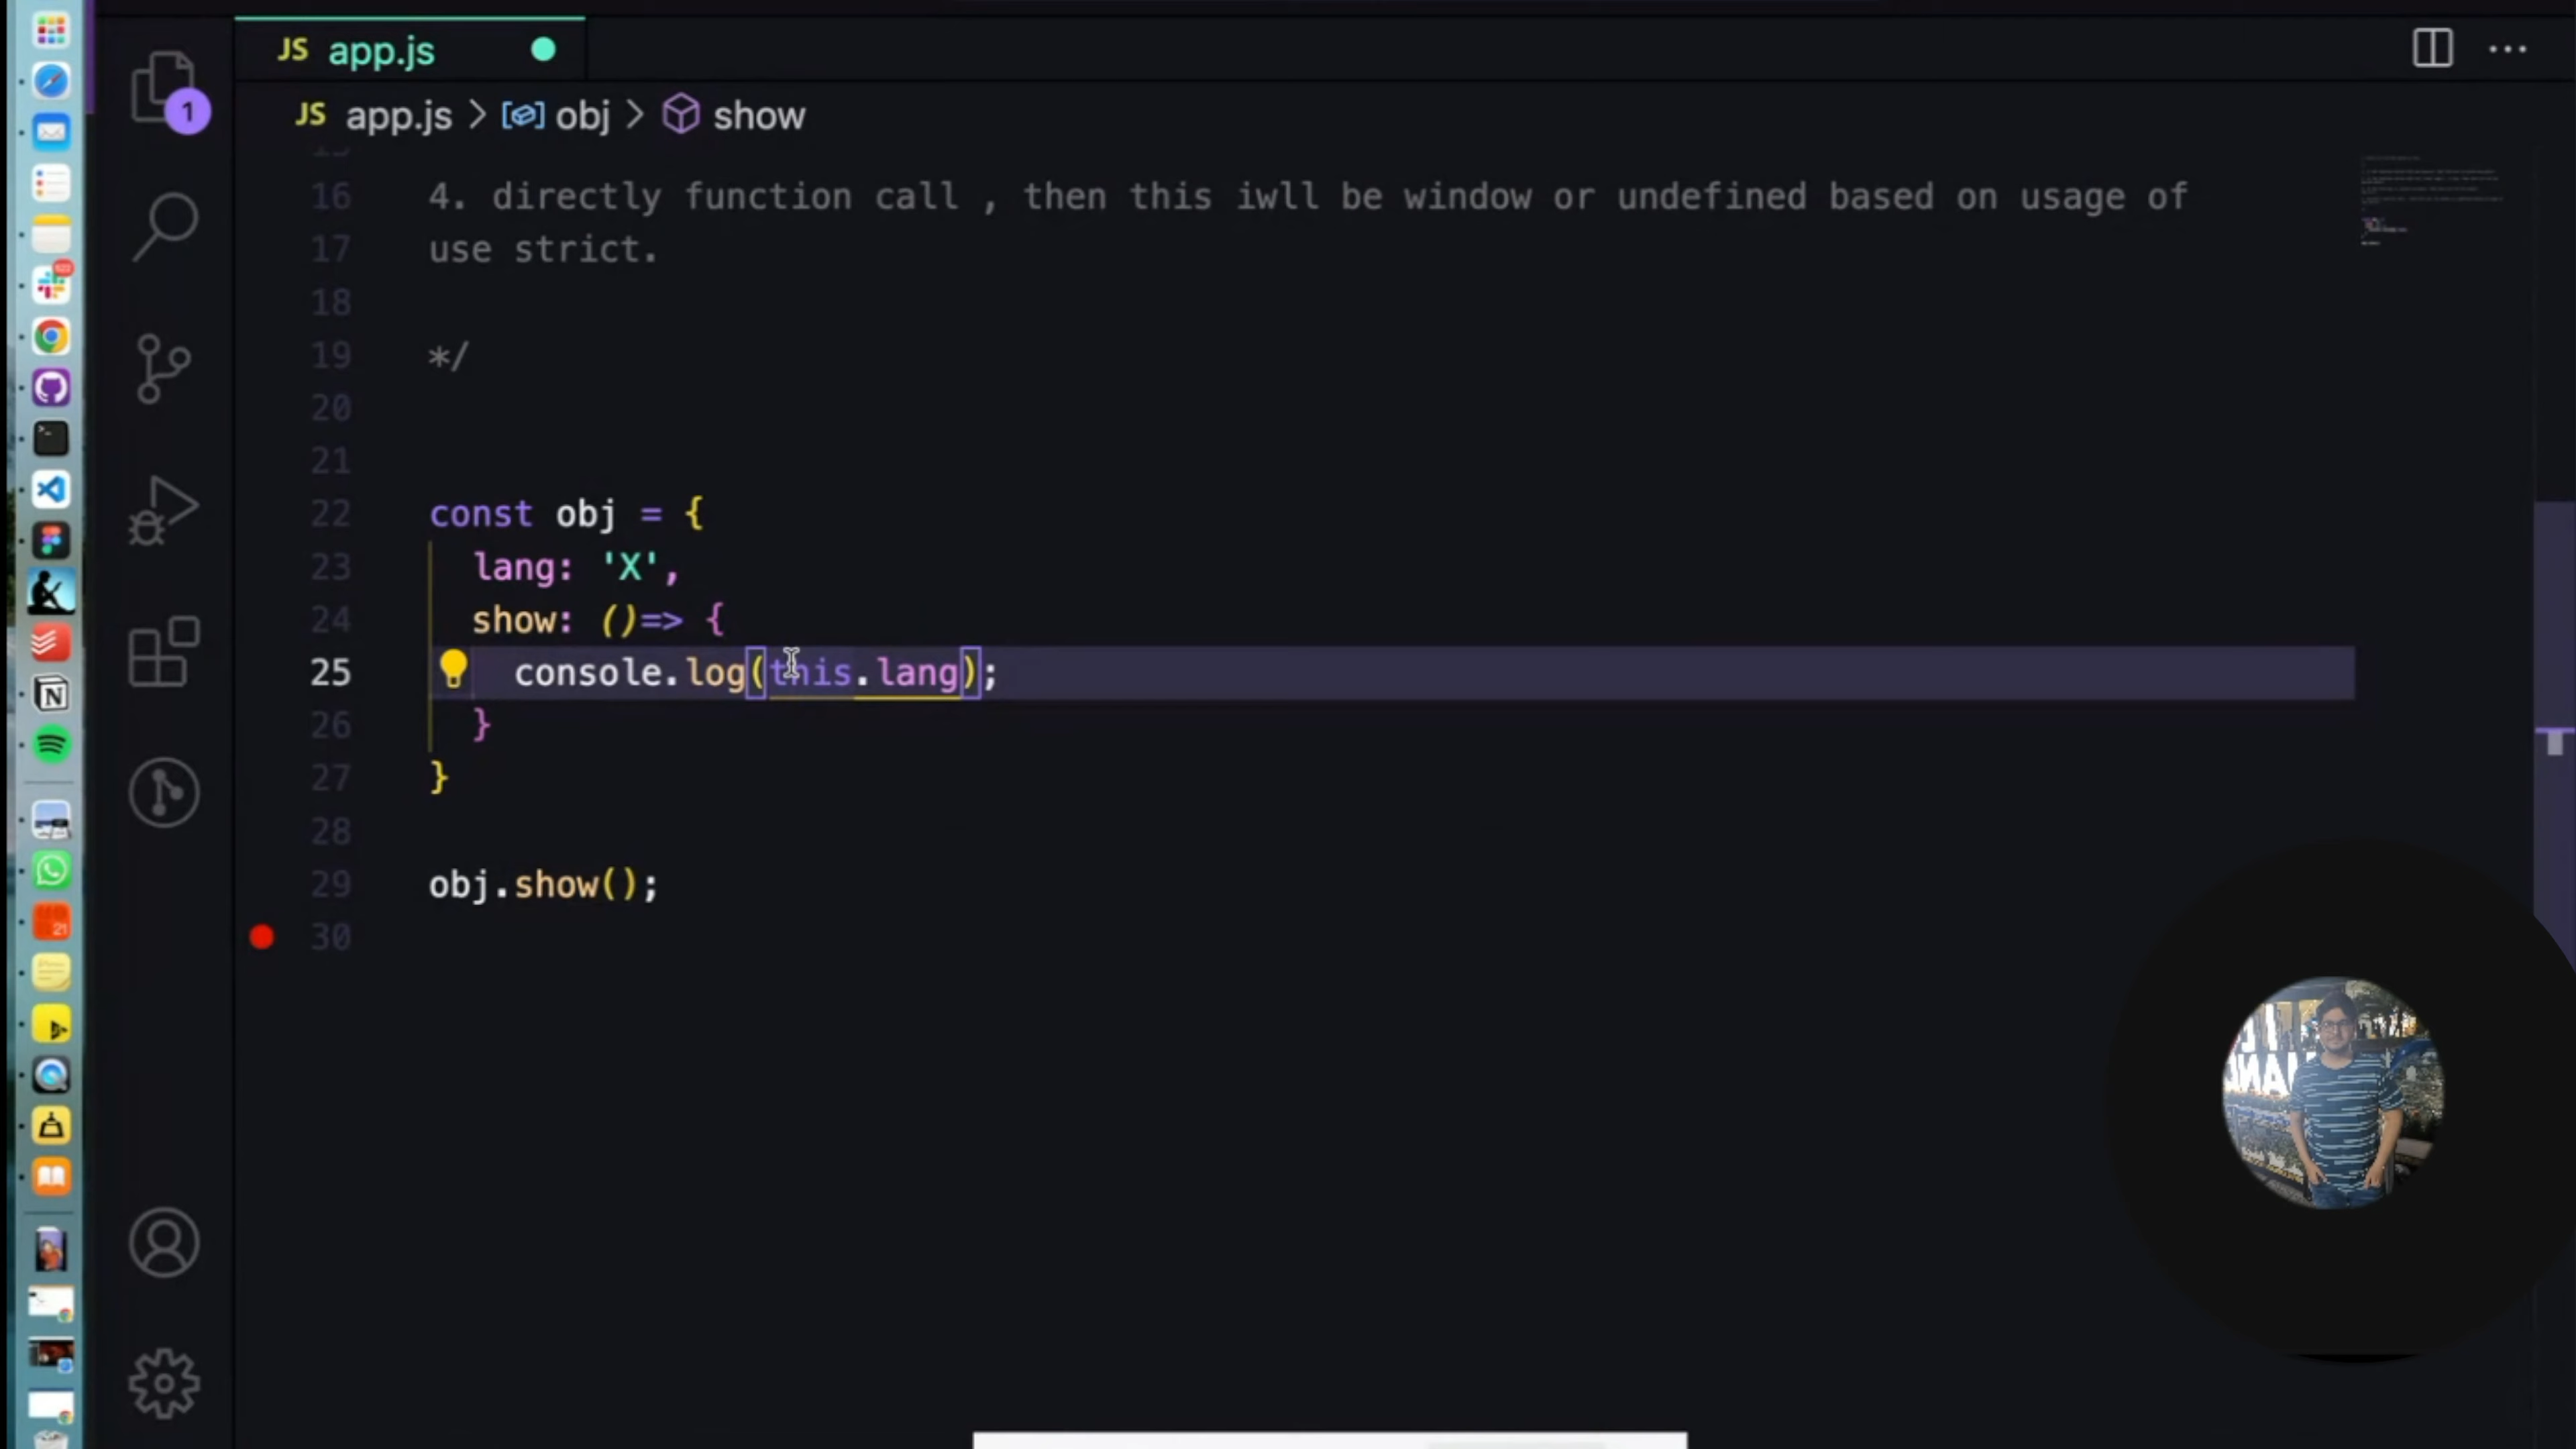 JS app.js
JS app.js > obj > show
1
16 4. directly function call , then this iwll be window or undefined based on usage of
17 use strict.
18
19 */
20
21
22 const obj = {
23 lang: 'X',
24 show: ()=> {
25 console.log(this.lang);
26 }
27 }
28
29 obj.show();
30
21